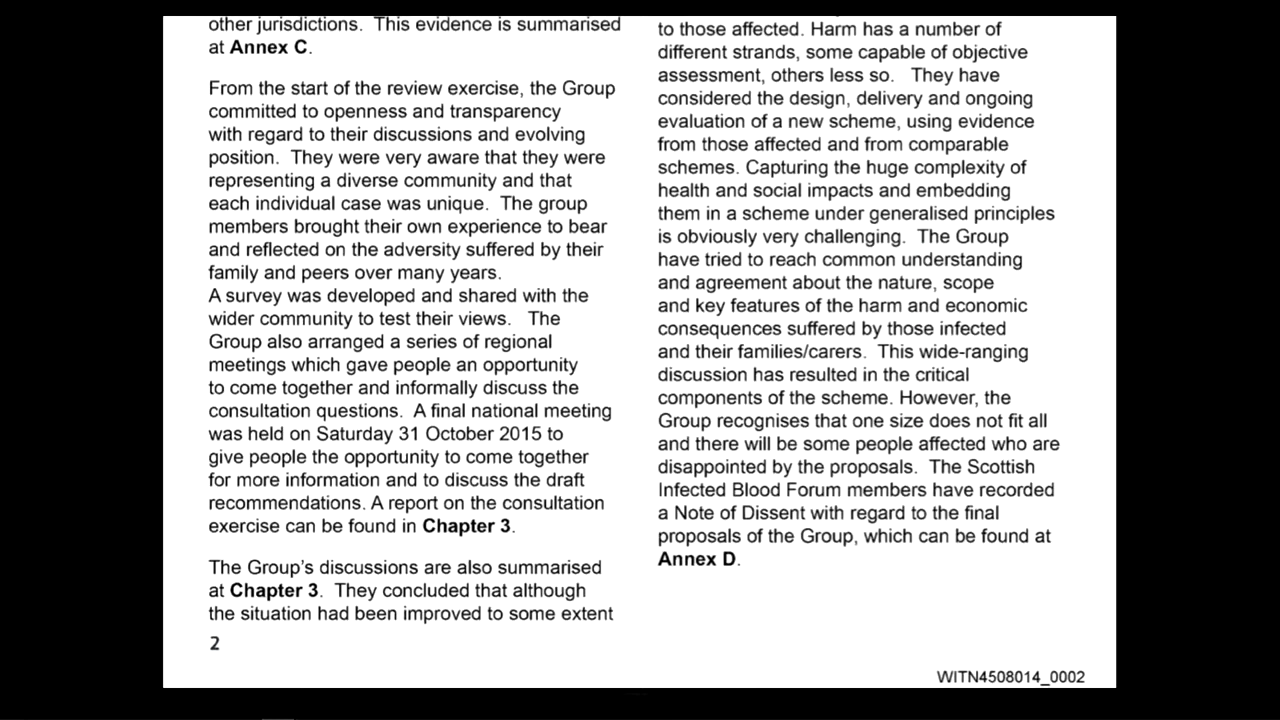 other jurisdictions.  This evidence is summarised
at Annex C.
From the start of the review exercise, the Group
committed to openness and transparency
with regard to their discussions and evolving
position.  They were very aware that they were
representing a diverse community and that
each individual case was unique.  The group
members brought their own experience to bear
and reflected on the adversity suffered by their
family and peers over many years.
A survey was developed and shared with the
wider community to test their views.   The
Group also arranged a series of regional
meetings which gave people an opportunity
to come together and informally discuss the
consultation questions.  A final national meeting
was held on Saturday 31 October 2015 to
give people the opportunity to come together
for more information and to discuss the draft
recommendations. A report on the consultation
exercise can be found in Chapter 3.
The Group's discussions are also summarised
at Chapter 3.  They concluded that although
the situation had been improved to some extent
2
to those affected. Harm has a number of
different strands, some capable of objective
assessment, others less so.   They have
considered the design, delivery and ongoing
evaluation of a new scheme, using evidence
from those affected and from comparable
schemes. Capturing the huge complexity of
health and social impacts and embedding
them in a scheme under generalised principles
is obviously very challenging.  The Group
have tried to reach common understanding
and agreement about the nature, scope
and key features of the harm and economic
consequences suffered by those infected
and their families/carers.  This wide-ranging
discussion has resulted in the critical
components of the scheme. However, the
Group recognises that one size does not fit all
and there will be some people affected who are
disappointed by the proposals.  The Scottish
Infected Blood Forum members have recorded
a Note of Dissent with regard to the final
proposals of the Group, which can be found at
Annex D.
WITN4508014_0002